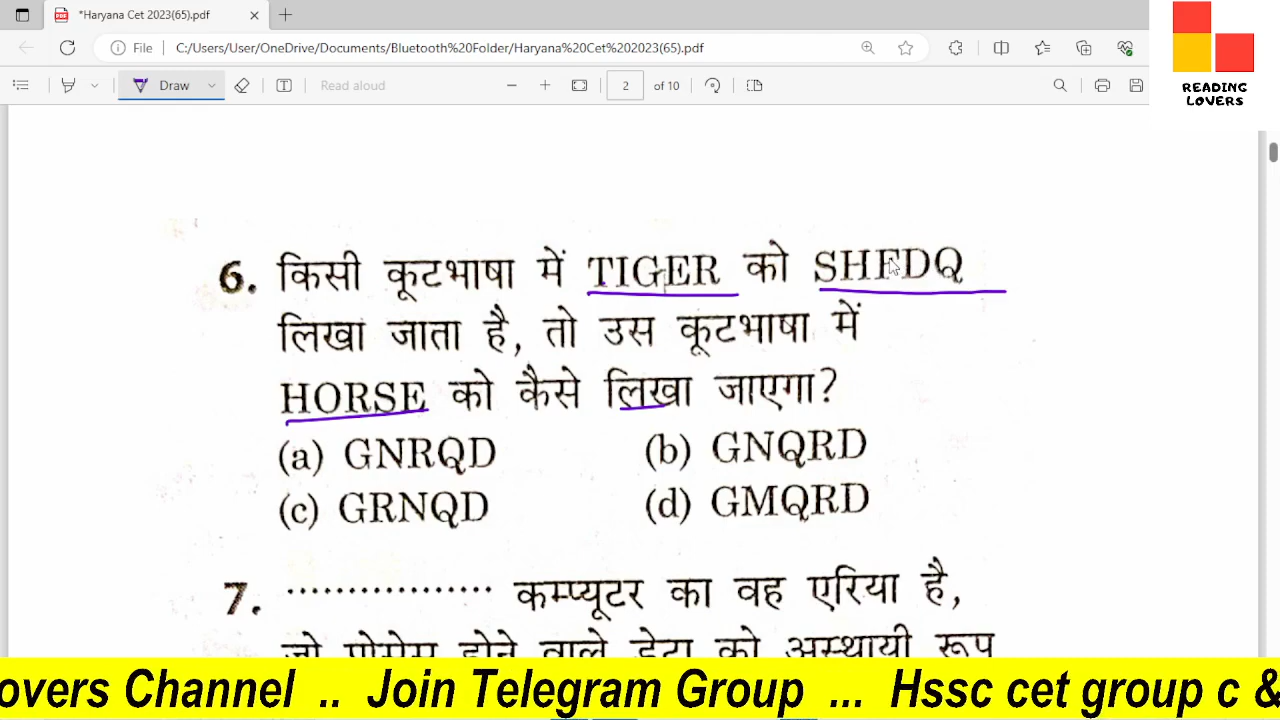 *Haryana Cet 2023(65).pdf
File C:/Users/User/OneDrive/Documents/Bluetooth%20Folder/Haryana%20Cet%202023(65).pdf
Draw Read aloud 2 of 10
READING
LOVERS
6. किसी कूटभाषा में TIGER को SHFDQ
लिखा जाता है, तो उस कूटभाषा में
HORSE को कैसे लिखा जाएगा?
(a) GNRQD (b) GNQRD
(c) GRNQD (d) GMQRD
7. .................. कम्प्यूटर का वह एरिया है,
जो प्रोसेस होने वाले डेटा को अस्थायी रूप
overs Channel .. Join Telegram Group ... Hssc cet group c &